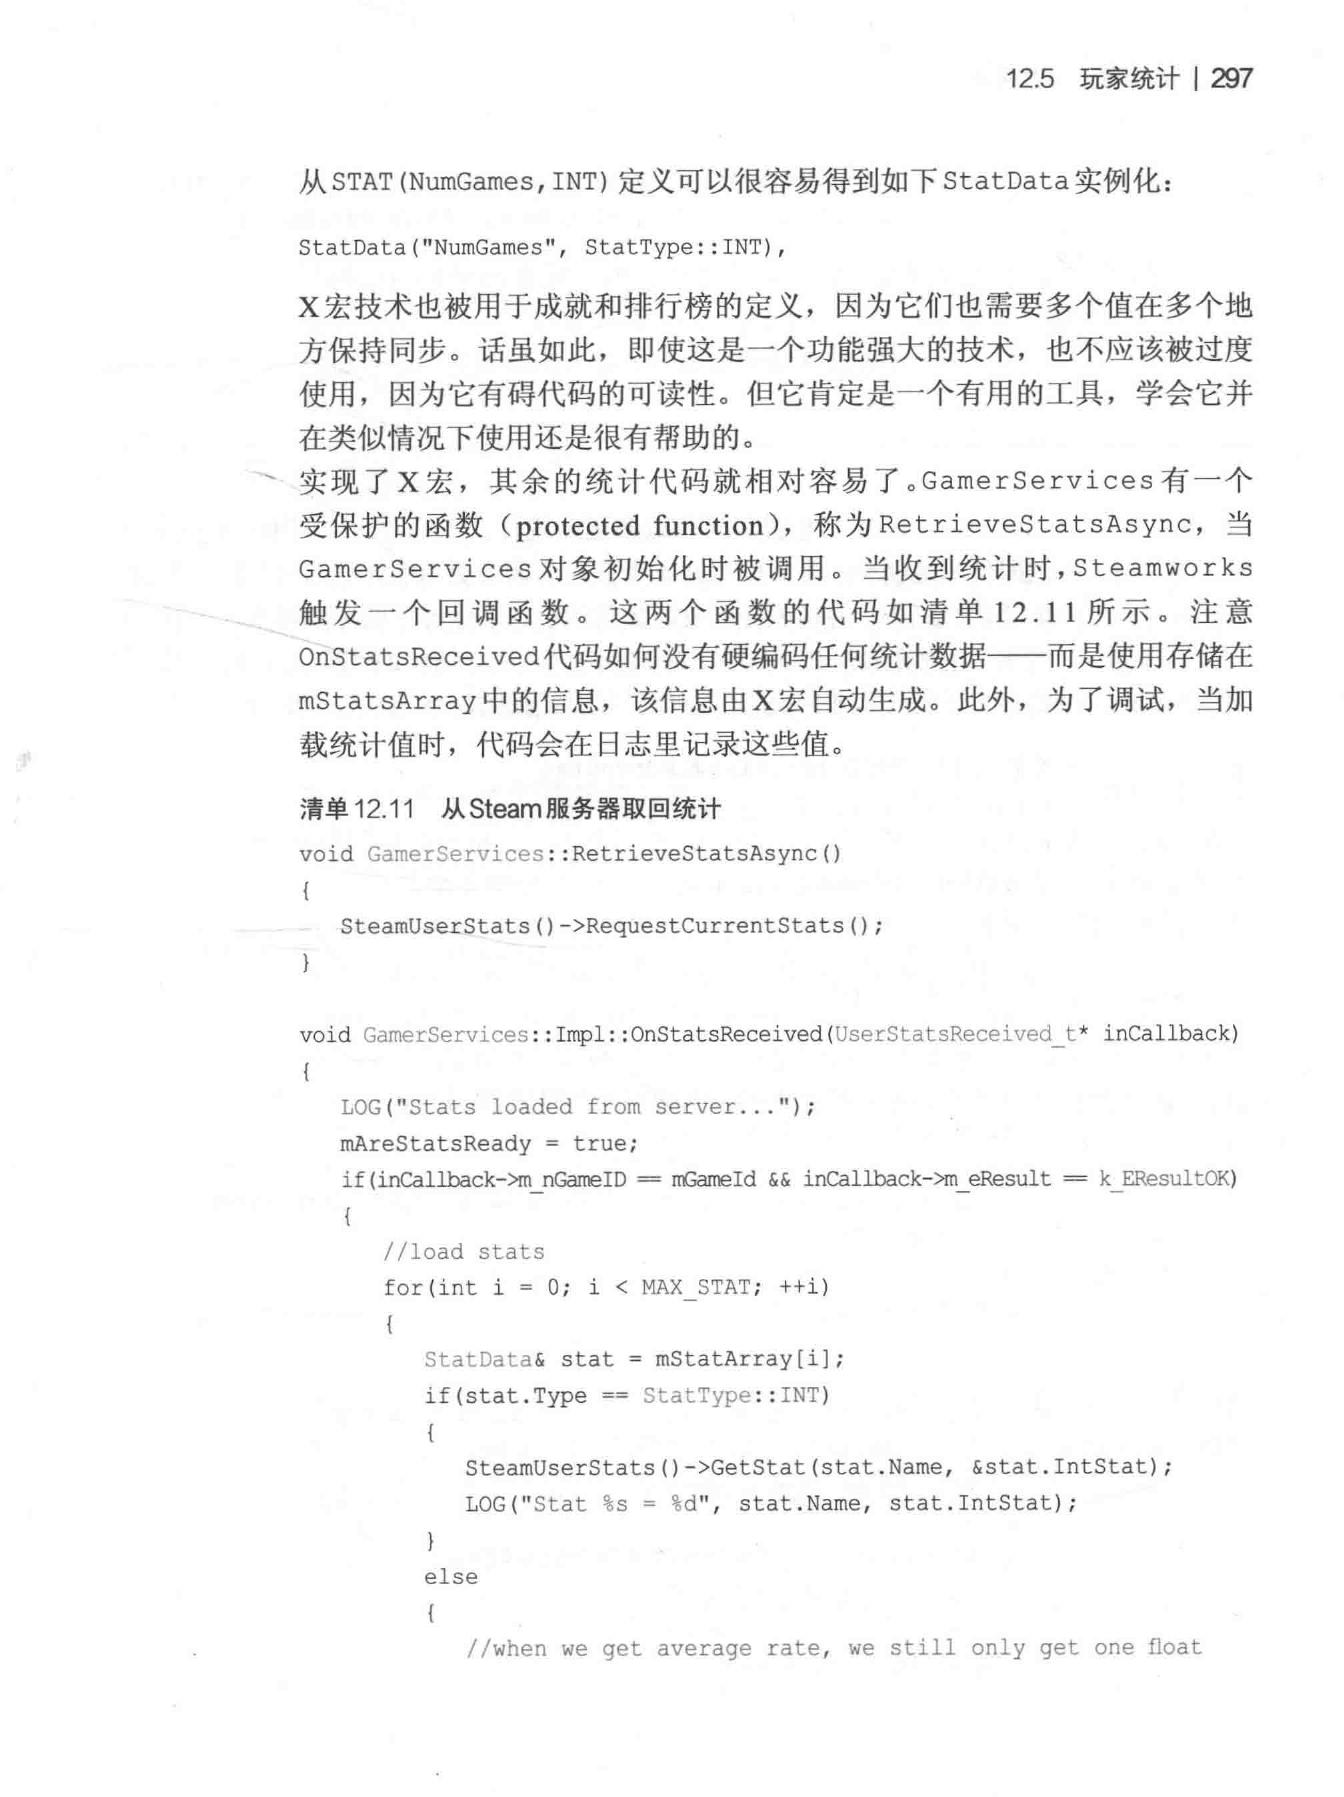 12.5 玩家统计 | 297
从STAT(NumGames,INT)定义可以很容易得到如下StatData实例化：
StatData("NumGames", StatType::INT),
X宏技术也被用于成就和排行榜的定义，因为它们也需要多个值在多个地
方保持同步。话虽如此，即使这是一个功能强大的技术，也不应该被过度
使用，因为它有碍代码的可读性。但它肯定是一个有用的工具，学会它并
在类似情况下使用还是很有帮助的。
实现了X宏，其余的统计代码就相对容易了。GamerServices有一个
受保护的函数（protected function），称为RetrieveStatsAsync，当
GamerServices对象初始化时被调用。当收到统计时，Steamworks
触发一个回调函数。这两个函数的代码如清单12.11所示。注意
OnStatsReceived代码如何没有硬编码任何统计数据——而是使用存储在
mStatsArray中的信息，该信息由X宏自动生成。此外，为了调试，当加
载统计值时，代码会在日志里记录这些值。
清单12.11 从Steam服务器取回统计
void GamerServices::RetrieveStatsAsync()
{
SteamUserStats()->RequestCurrentStats();
}
void GamerServices::Impl::OnStatsReceived(UserStatsReceived_t* inCallback)
{
LOG("Stats loaded from server...");
mAreStatsReady = true;
if(inCallback->m_nGameID == mGameId && inCallback->m_eResult == k_EResultOK)
{
//load stats
for(int i = 0; i < MAX_STAT; ++i)
{
StatData& stat = mStatArray[i];
if(stat.Type == StatType::INT)
{
SteamUserStats()->GetStat(stat.Name, &stat.IntStat);
LOG("Stat %s = %d", stat.Name, stat.IntStat);
}
else
{
//when we get average rate, we still only get one float